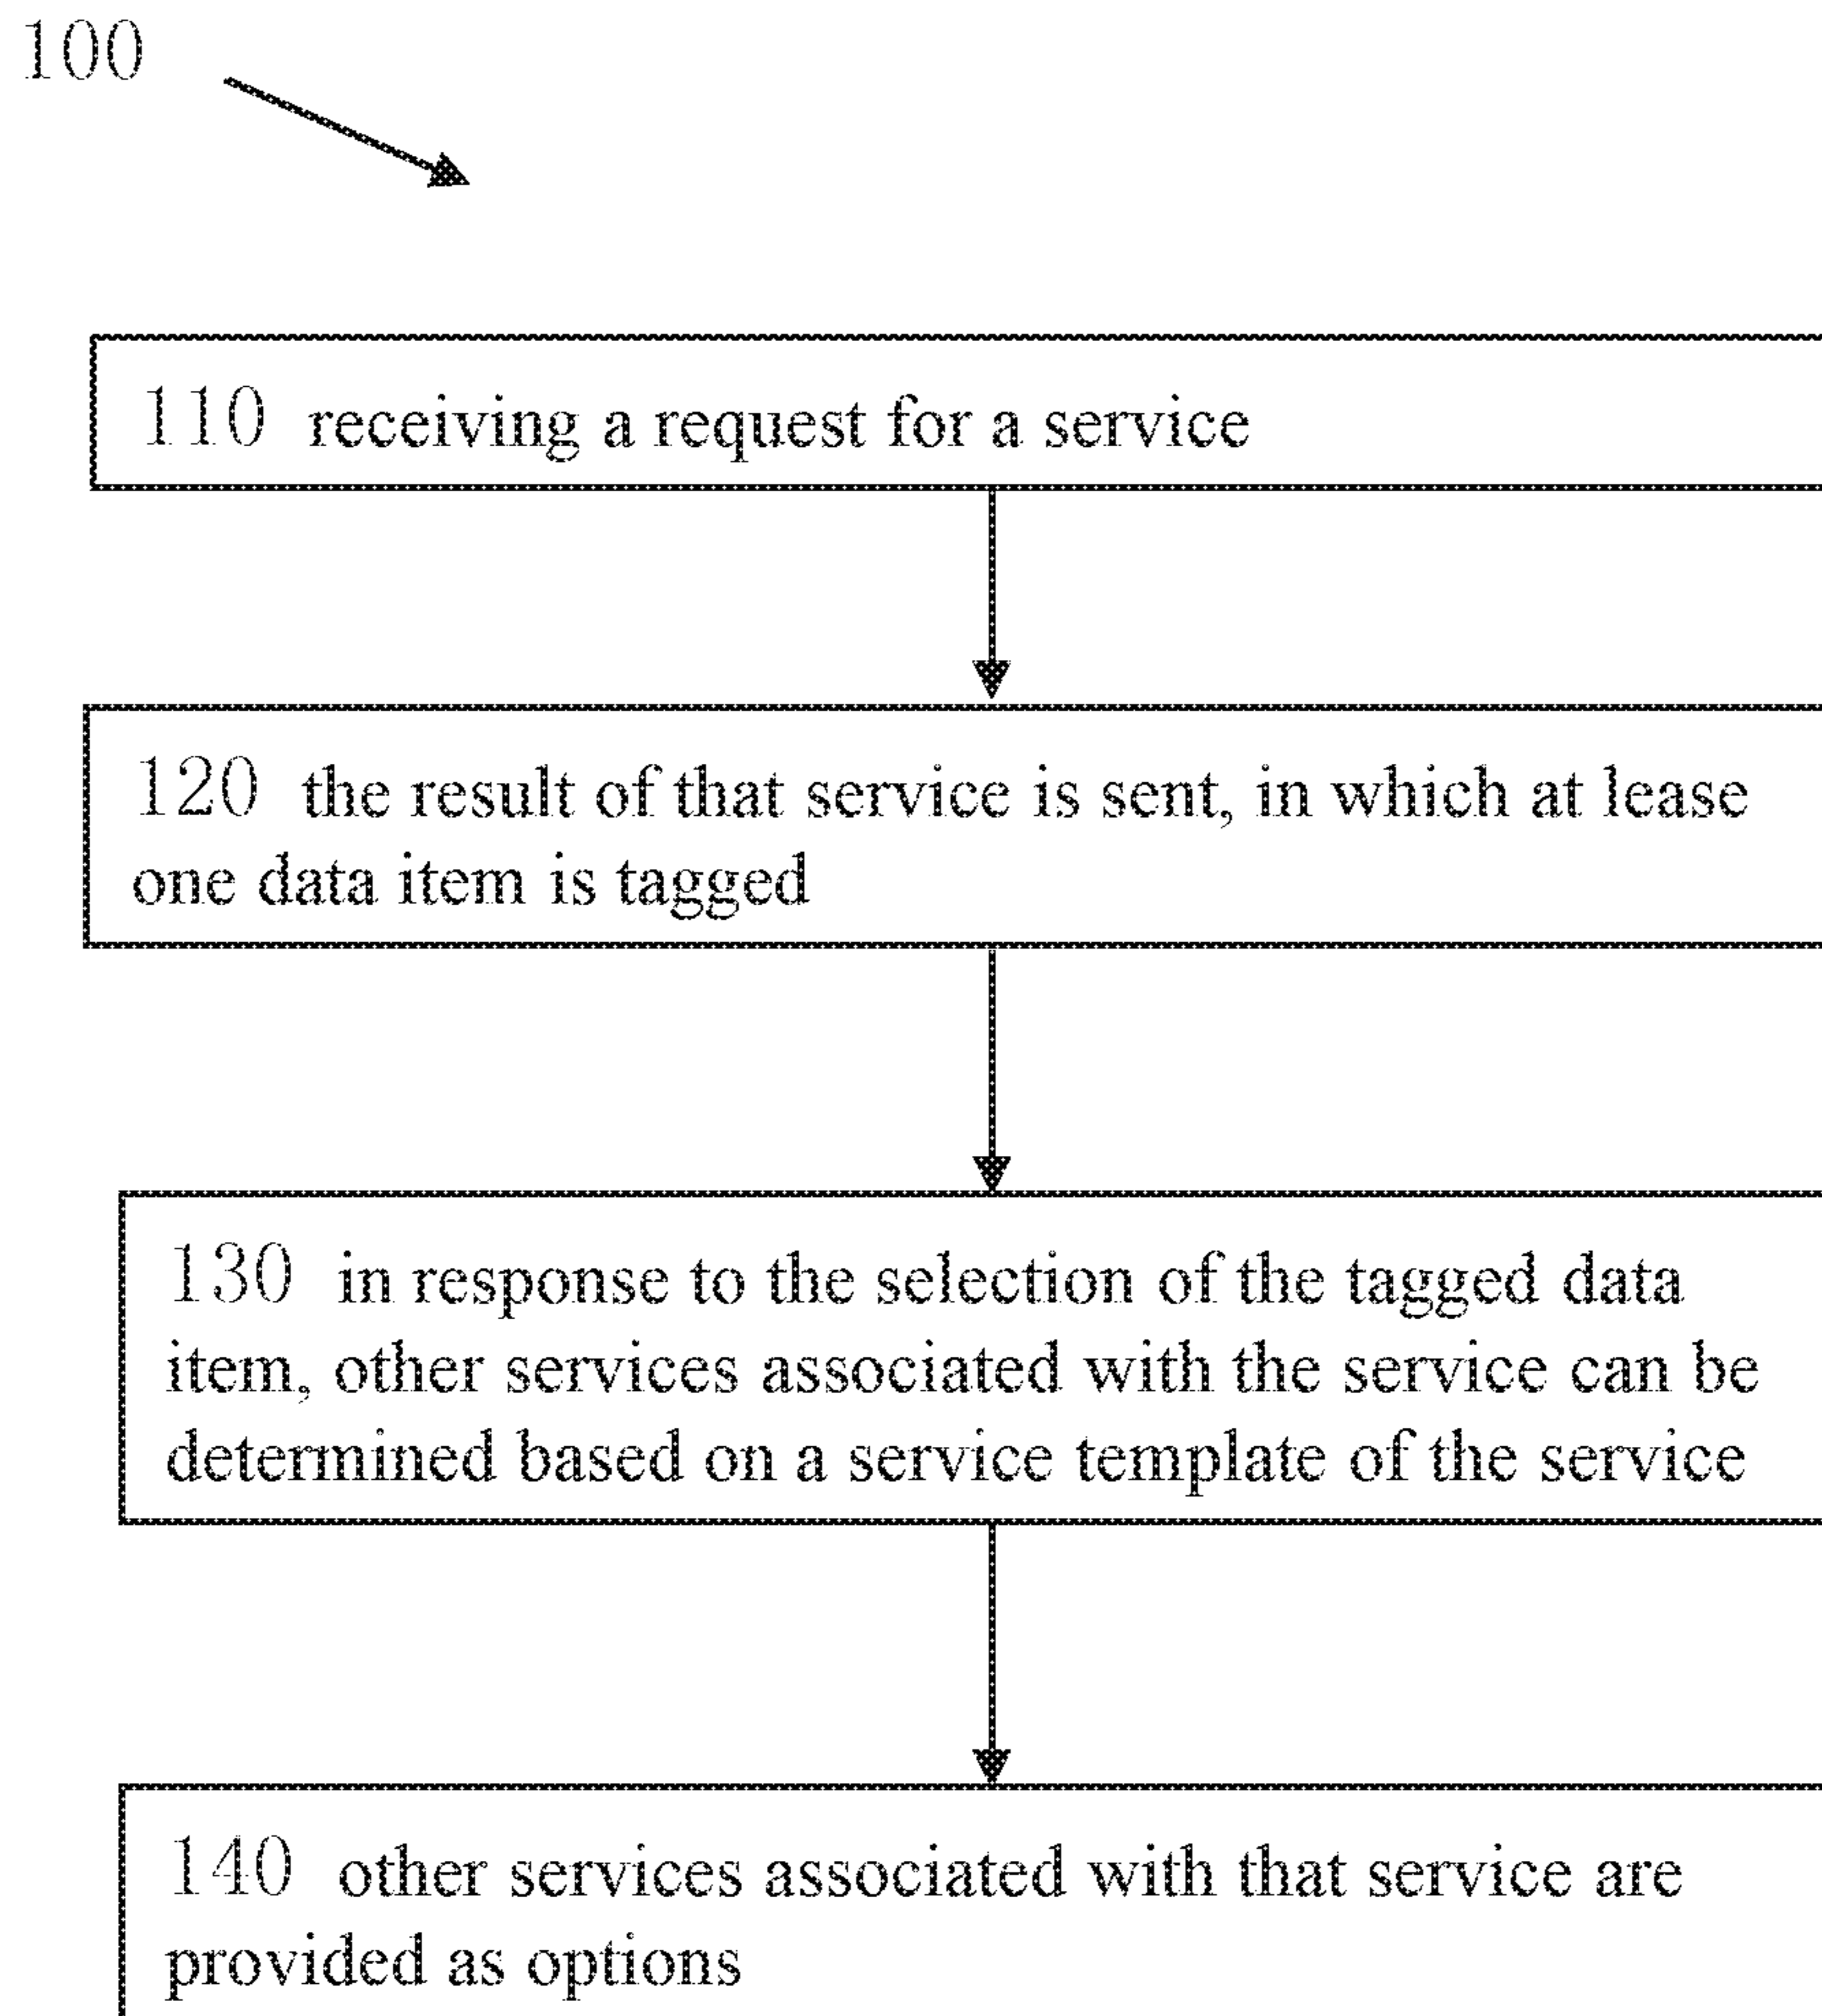 100
110 receiving a request for a service
120 the result of that service is sent, in which at lease
one data item is tagged
130 in response to the selection of the tagged data
item, other services associated with the service can be
determined based on a service template of the service
140 other services associated with that service are
provided as options